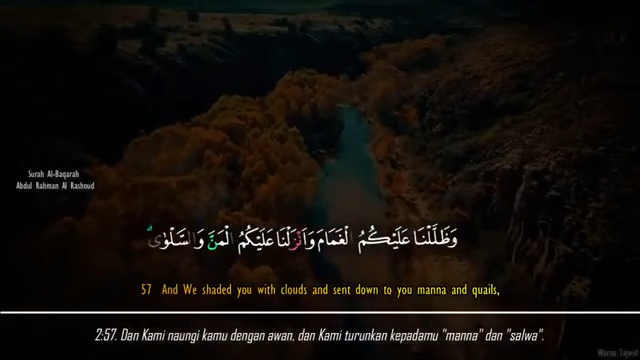 Surah Al-Baqarah
Abdul Rahman Al Rashoud
وَظَلَّلْنَا عَلَيْكُمُ الْغَمَامَ وَاَنْزَلْنَا عَلَيْكُمُ الْمَنَّ وَالسَّلْوٰىۗ
57 And We shaded you with clouds and sent down to you manna and quails,
2:57. Dan Kami naungi kamu dengan awan, dan Kami turunkan kepadamu "manna" dan "salwa".
Warna Tajwid